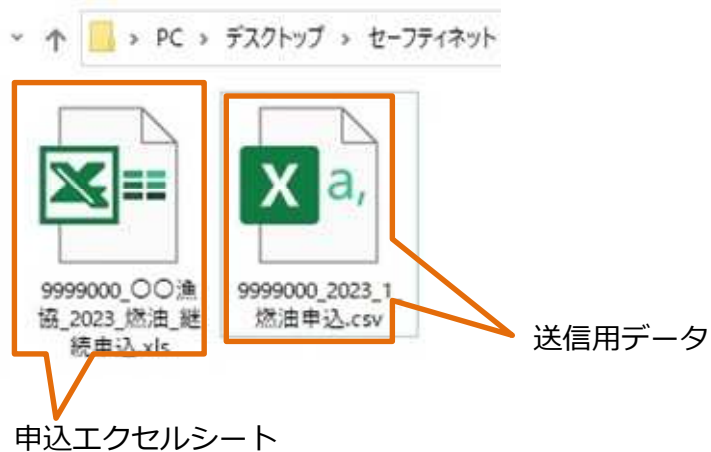 PC › デスクトップ › セーフティネット
a,
9999000_〇〇漁
協_2023_燃油_継
続申込.xls
9999000_2023_1_
燃油申込.csv
送信用データ
申込エクセルシート